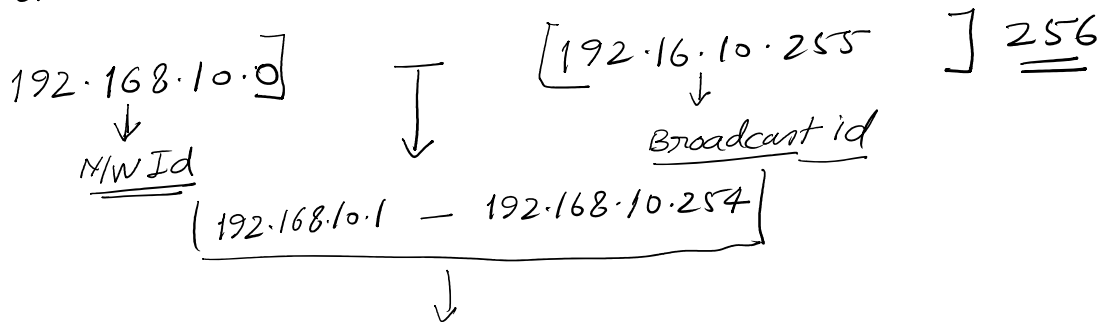 192.168.10.0] [192.16.10.255 ] 256
N/W Id Broadcast id
[192.168.10.1 — 192.168.10.254]